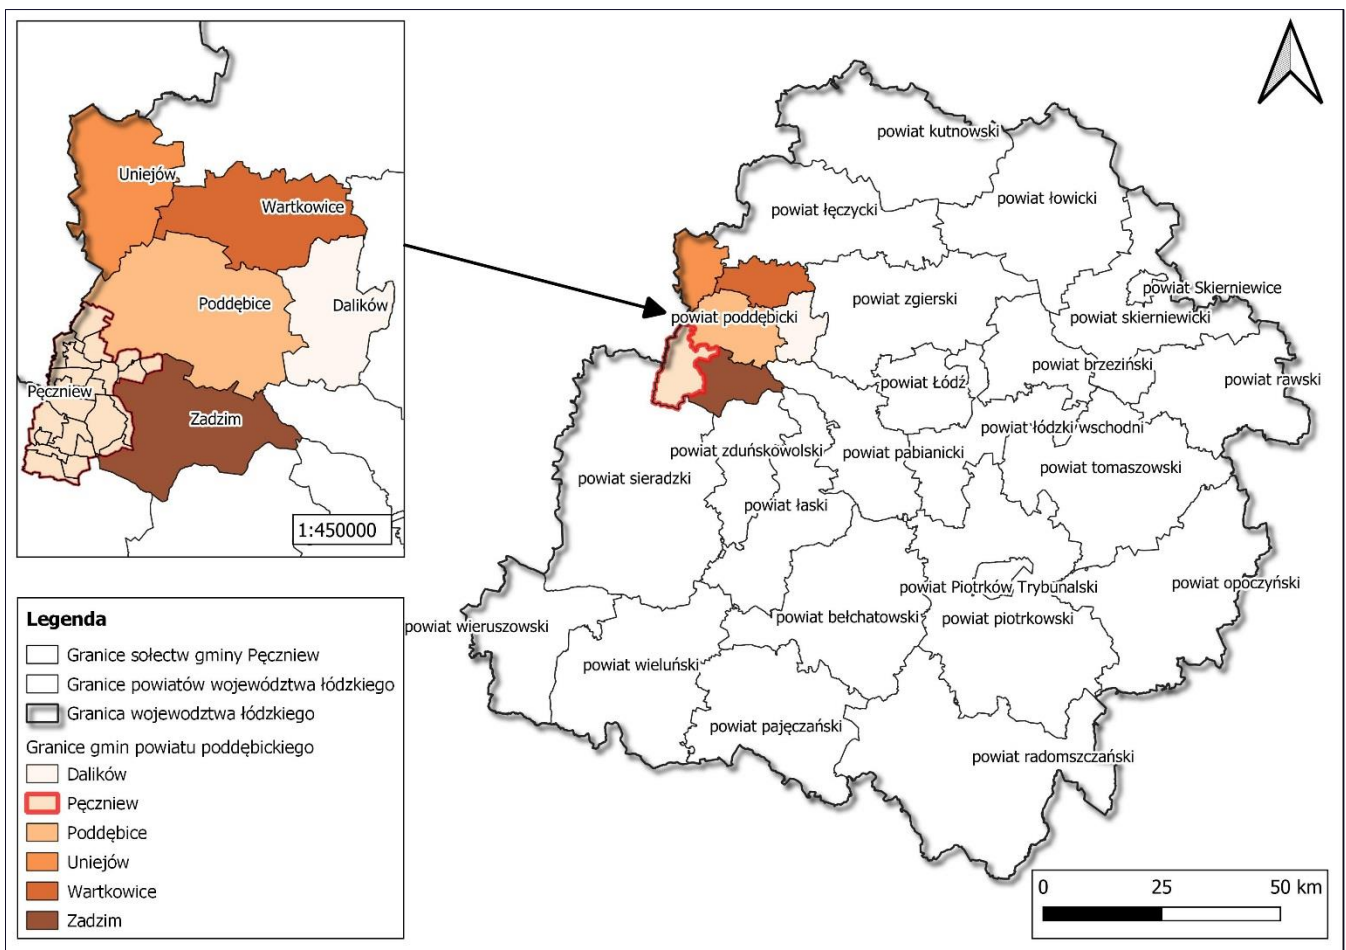 Uniejów
Wartkowice
Poddębice
Dalików
Pęczniew
Zadzim
1:450000
powiat kutnowski
powiat łowicki
powiat łęczycki
powiat Skierniewice
powiat zgierski
powiat poddębicki
powiat skierniewicki
powiat brzeziński
powiat rawski
powiat Łódź
powiat łódzki wschodni
powiat zduńskowolski
powiat pabianicki
powiat tomaszowski
powiat sieradzki
powiat łaski
powiat opoczyński
powiat Piotrków Trybunalski
powiat bełchatowski
powiat piotrkowski
powiat wieruszowski
powiat wieluński
powiat pajęczański
powiat radomszczański
Legenda
Granice sołectw gminy Pęczniew
Granice powiatów województwa łódzkiego
Granica wojewodztwa łódzkiego
Granice gmin powiatu poddębickiego
Dalików
Pęczniew
Poddębice
Uniejów
Wartkowice
Zadzim
0 25 50 km